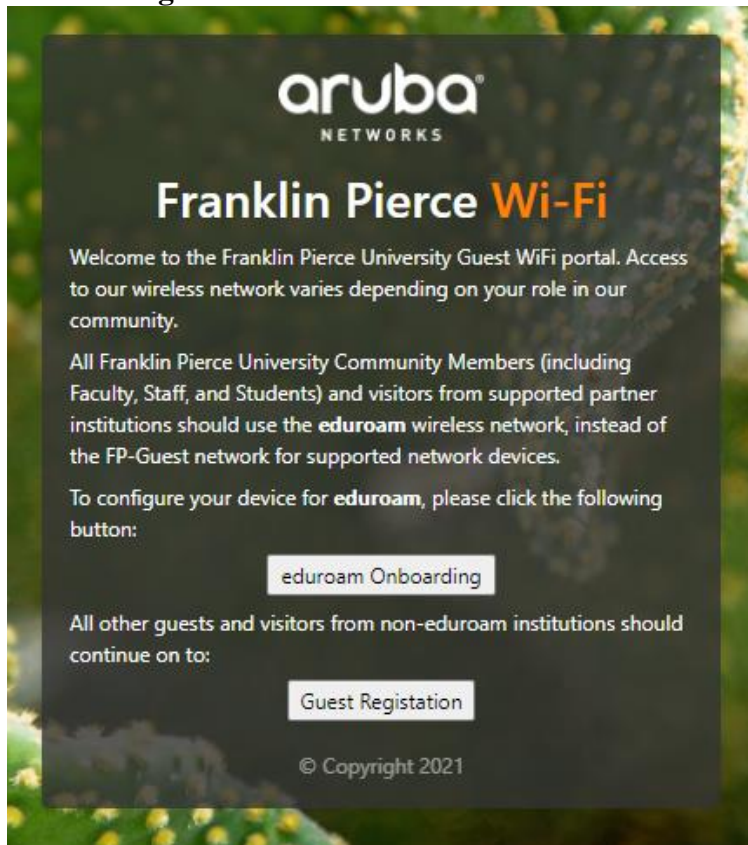 aruba
NETWORKS
Franklin Pierce Wi-Fi
Welcome to the Franklin Pierce University Guest WiFi portal. Access
to our wireless network varies depending on your role in our
community.
All Franklin Pierce University Community Members (including
Faculty, Staff, and Students) and visitors from supported partner
institutions should use the eduroam wireless network, instead of
the FP-Guest network for supported network devices.
To configure your device for eduroam, please click the following
button:
eduroam Onboarding
All other guests and visitors from non-eduroam institutions should
continue on to:
Guest Registation
© Copyright 2021